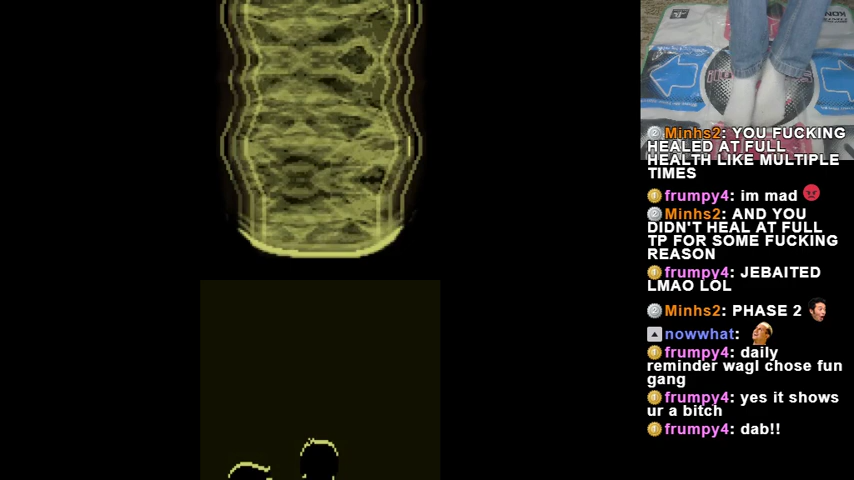 Minhs2: YOU FUCKING
HEALED AT FULL
HEALTH LIKE MULTIPLE
TIMES
frumpy4: im mad
Minhs2: AND YOU
DIDN'T HEAL AT FULL
TP FOR SOME FUCKING
REASON
frumpy4: JEBAITED
LMAO LOL
Minhs2: PHASE 2
nowwhat:
frumpy4: daily
reminder wagl chose fun
gang
frumpy4: yes it shows
ur a bitch
frumpy4: dab!!